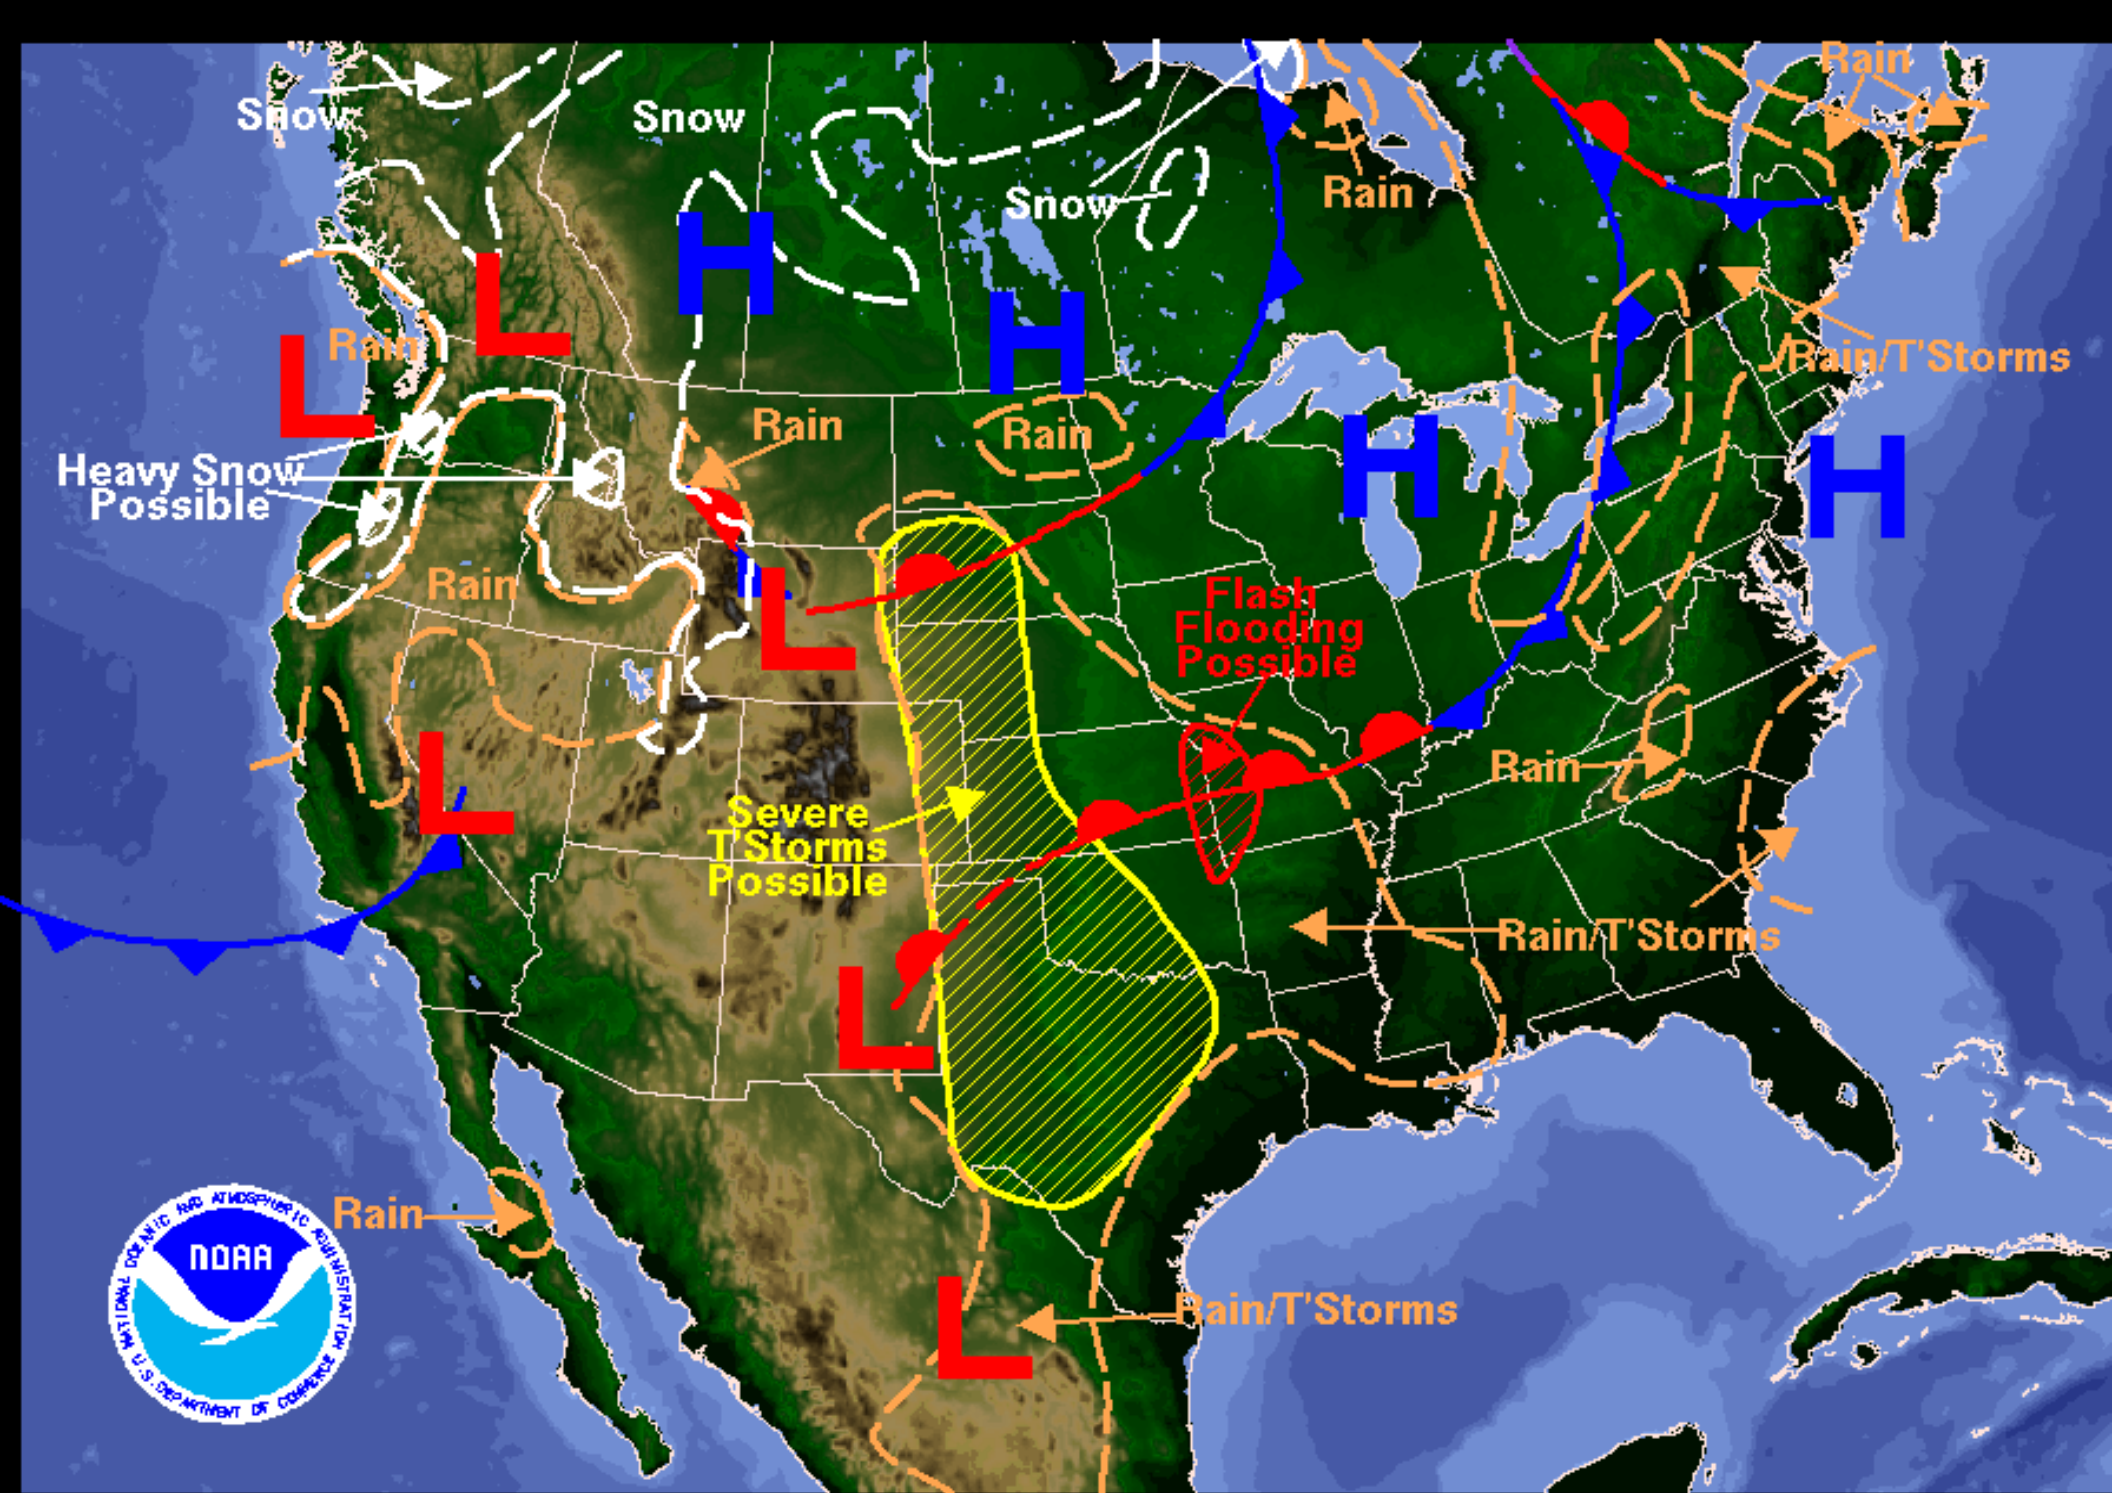 Rain
Snow
Snow
Rain
Snow
H
H
L
L
Rain
Rain/T'Storms
Rain
Rain
H
H
Heavy Snow
Possible
Rain
L
Flash
Flooding
Possible
L
Rain
Severe
T'Storms
Possible
Rain/T'Storms
L
NATIONAL OCEANIC AND ATMOSPHERIC ADMINISTRATION
NOAA
U.S. DEPARTMENT OF COMMERCE
Rain
L
Rain/T'Storms